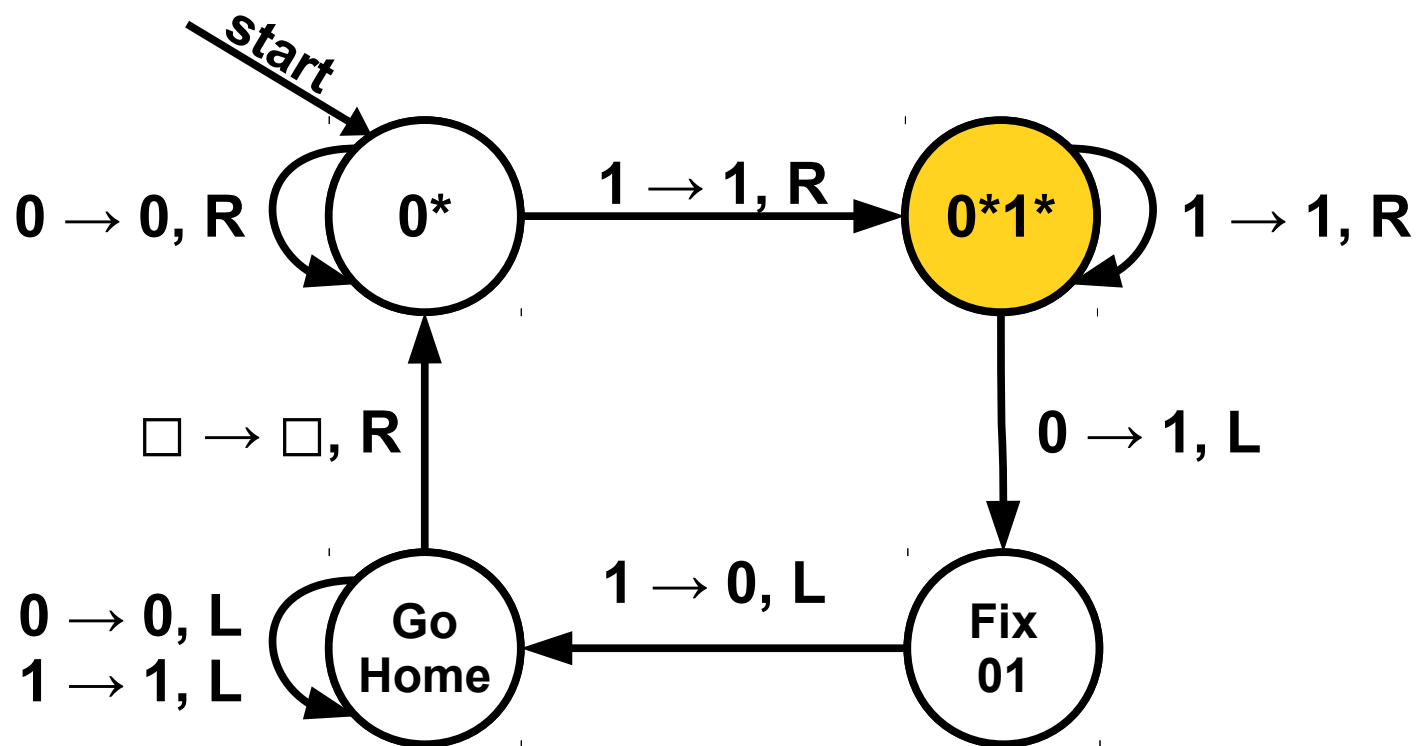 start
0 → 0, R
0*
1 → 1, R
0*1*
1 → 1, R
□ → □, R
0 → 1, L
0 → 0, L
1 → 1, L
Go
Home
1 → 0, L
Fix
01